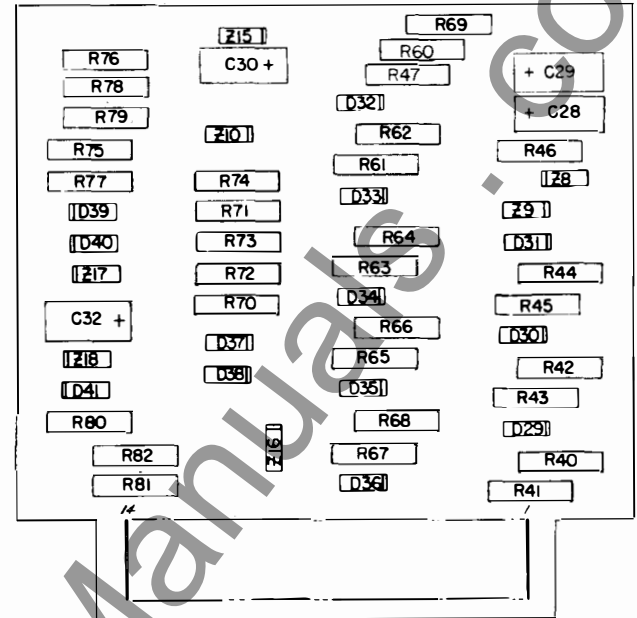 R69
Z15
R60
R76
C30 +
R47
+ C29
R78
D32
+ C28
R79
Z10
R62
R75
R46
R61
R77
R74
Z8
D33
D39
R71
Z9
D40
R73
R64
D31
Z17
R72
R63
R44
D34
R70
R45
C32 +
R66
D37
D30
Z18
R65
D38
R42
D41
D35
R43
R80
R68
D29
Z16
R82
R67
R40
R81
D36
R41
14
1
Manuals . co